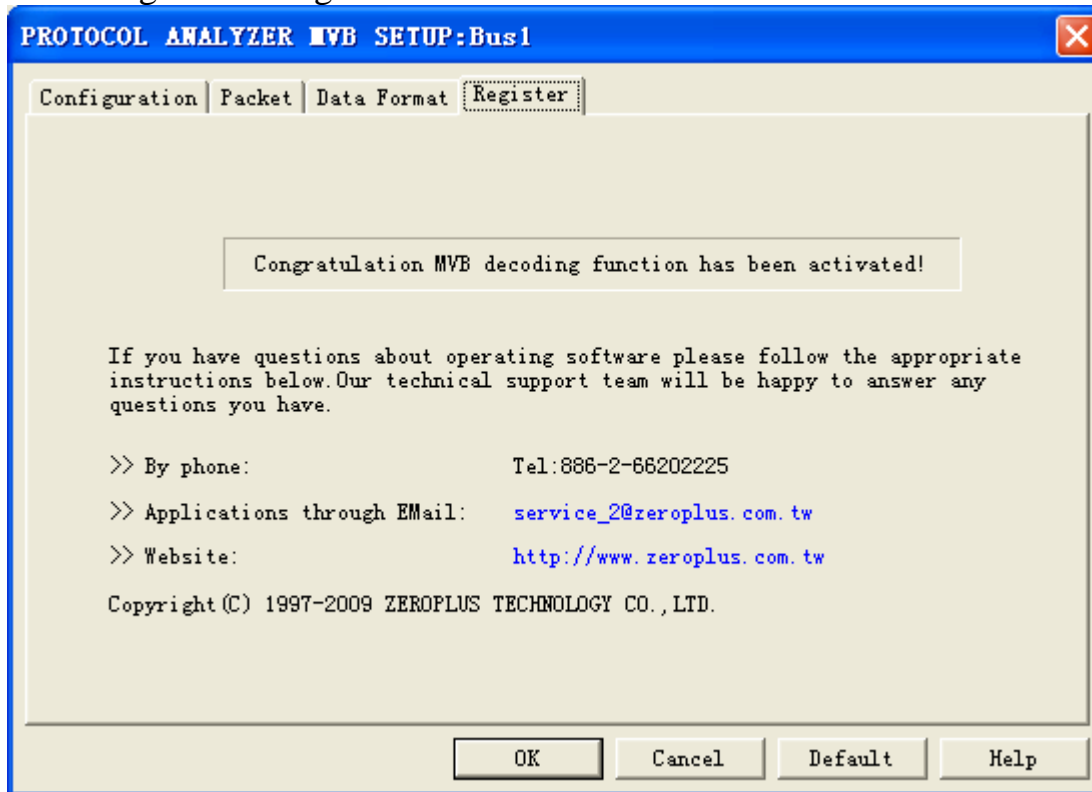 PROTOCOL ANALYZER MVB SETUP:Bus1
Configuration Packet Data Format Register
Congratulation MVB decoding function has been activated!
If you have questions about operating software please follow the appropriate
instructions below.Our technical support team will be happy to answer any
questions you have.
>> By phone: Tel:886-2-66202225
>> Applications through EMail: service_2@zeroplus.com.tw
>> Website: http://www.zeroplus.com.tw
Copyright(C) 1997-2009 ZEROPLUS TECHNOLOGY CO.,LTD.
OK Cancel Default Help